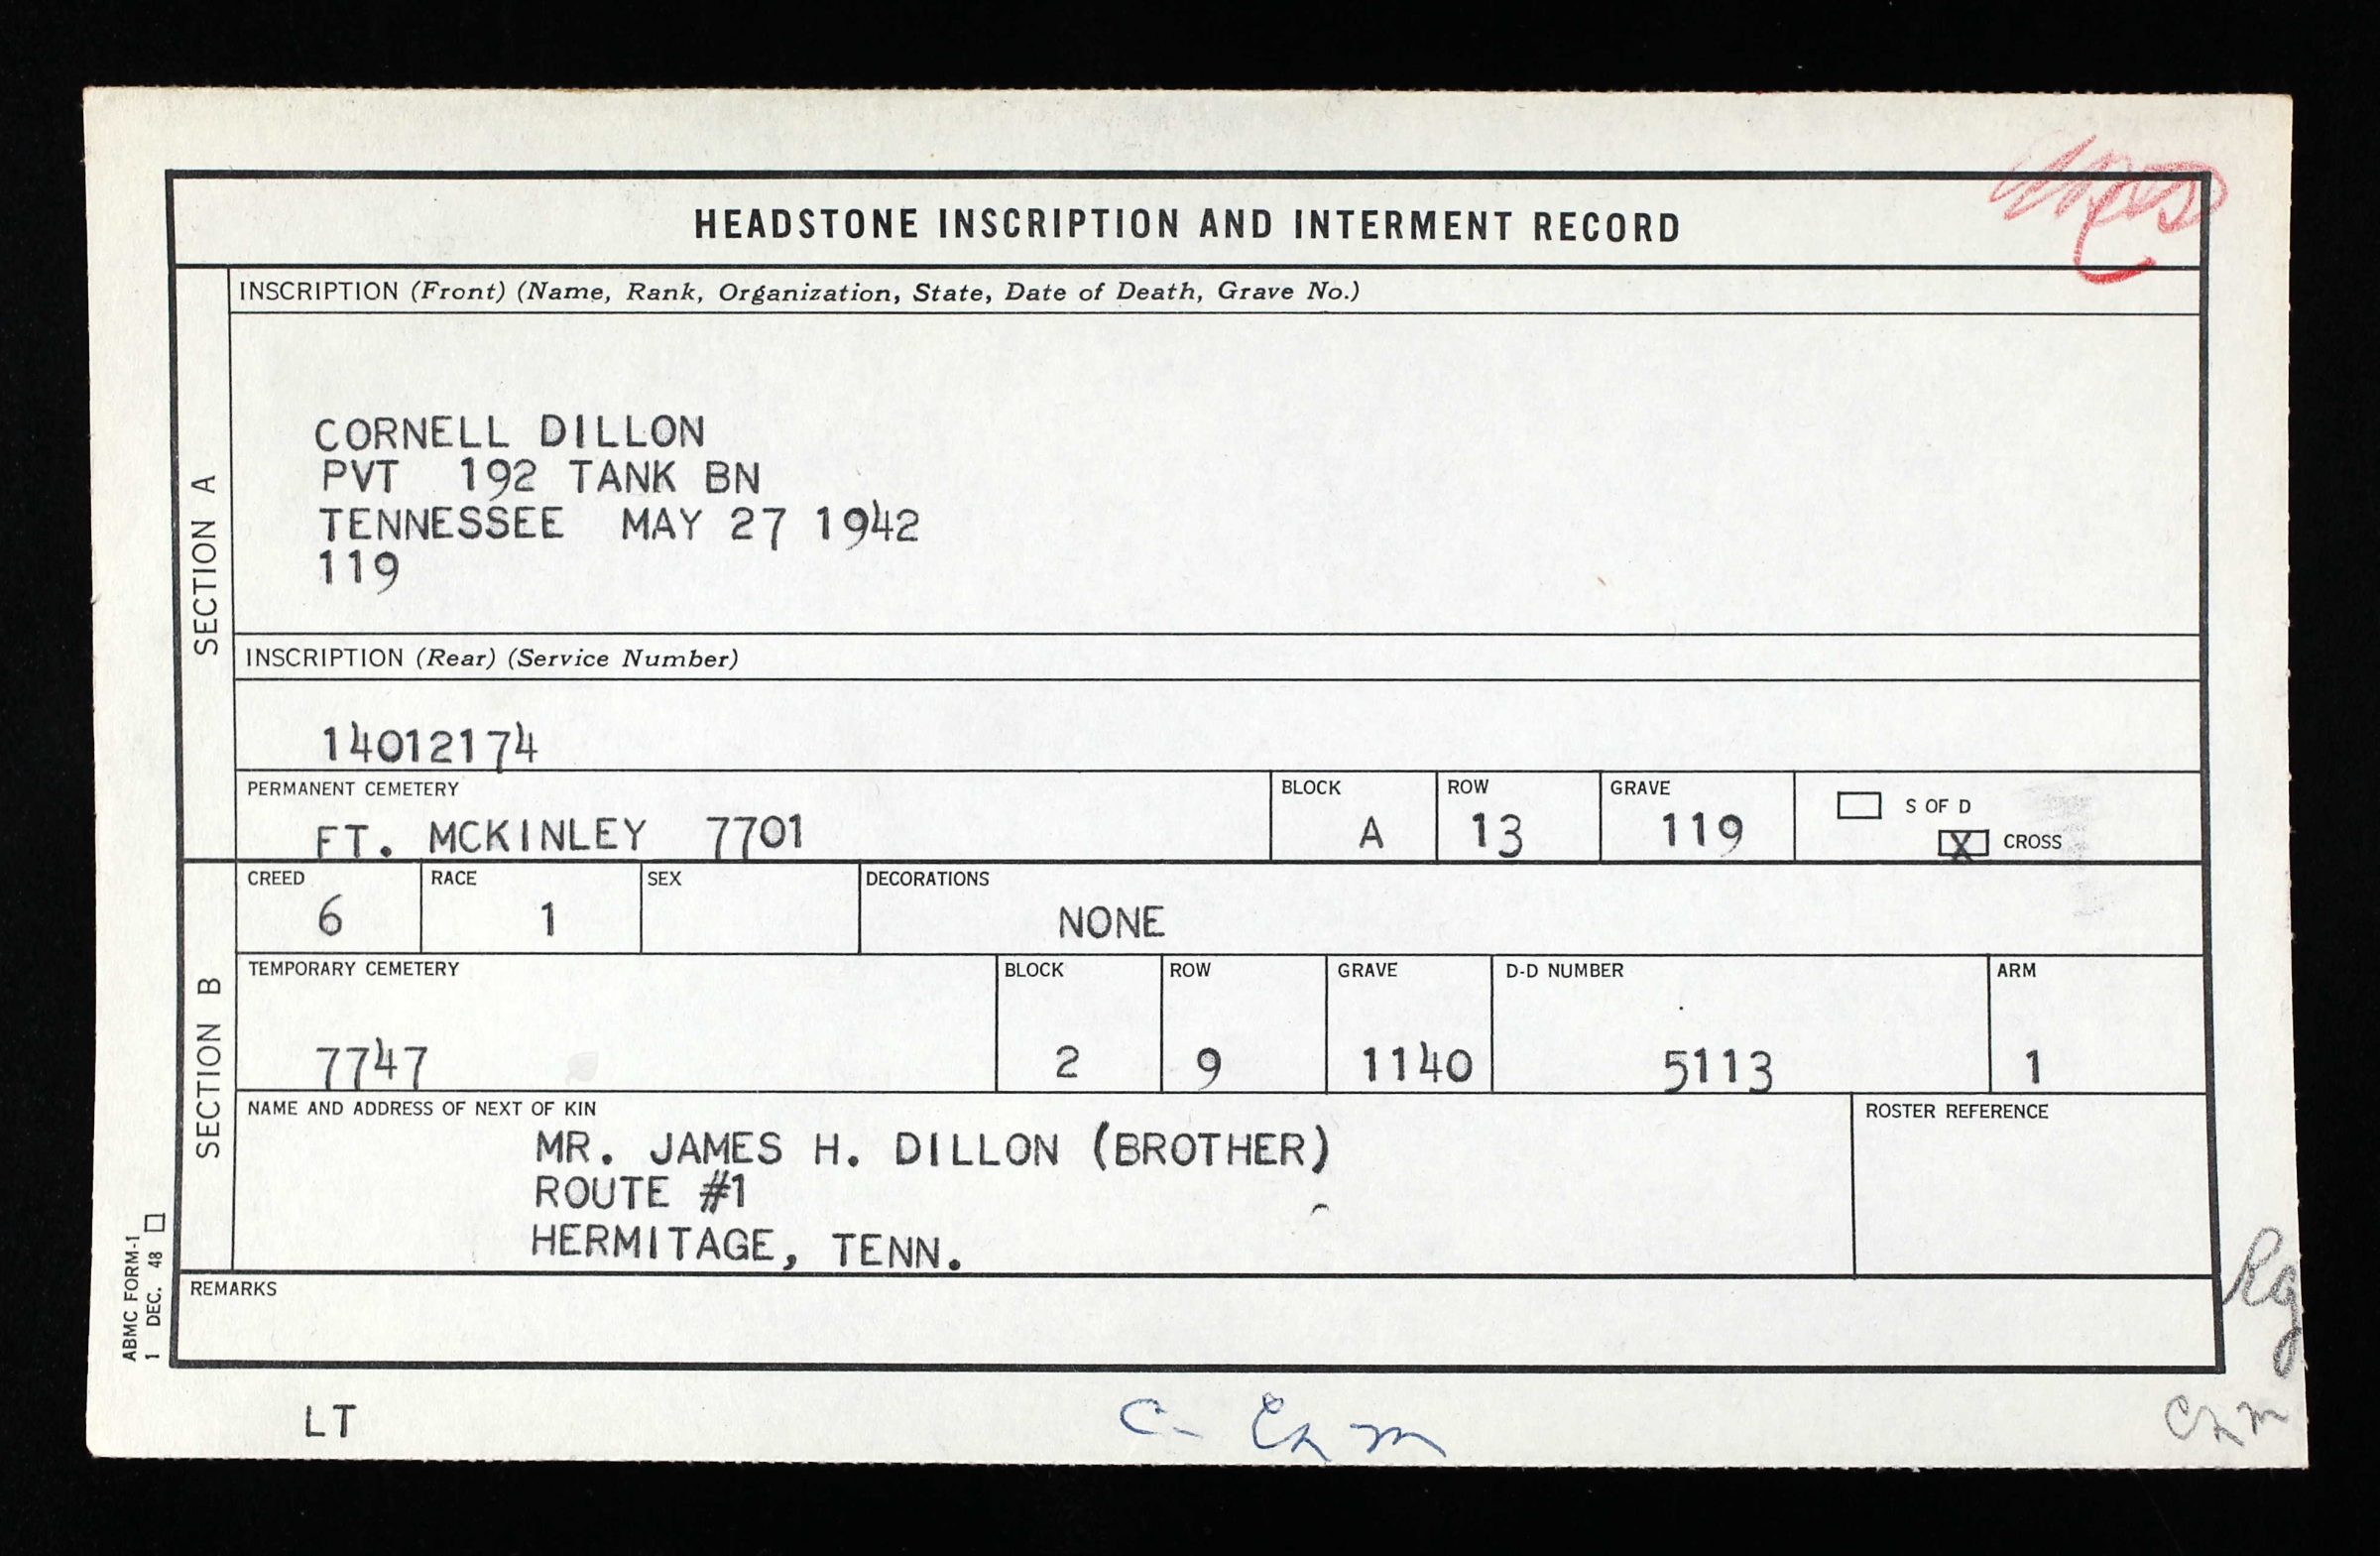 HEADSTONE INSCRIPTION AND INTERMENT RECORD
SECTION A
INSCRIPTION (Front) (Name, Rank, Organization, State, Date of Death, Grave No.)
CORNELL DILLON
PVT 192 TANK BN
TENNESSEE MAY 27 1942
119
INSCRIPTION (Rear) (Service Number)
14012174
PERMANENT CEMETERY
FT. MCKINLEY 7701
BLOCK
A
ROW
13
GRAVE
119
S OF D
X CROSS
SECTION B
CREED
6
RACE
1
SEX
DECORATIONS
NONE
TEMPORARY CEMETERY
7747
BLOCK
2
ROW
9
GRAVE
1140
D-D NUMBER
5113
ARM
1
NAME AND ADDRESS OF NEXT OF KIN
MR. JAMES H. DILLON (BROTHER)
ROUTE #1
HERMITAGE, TENN.
ROSTER REFERENCE
REMARKS
ABMC FORM-1
1 DEC. 48
LT